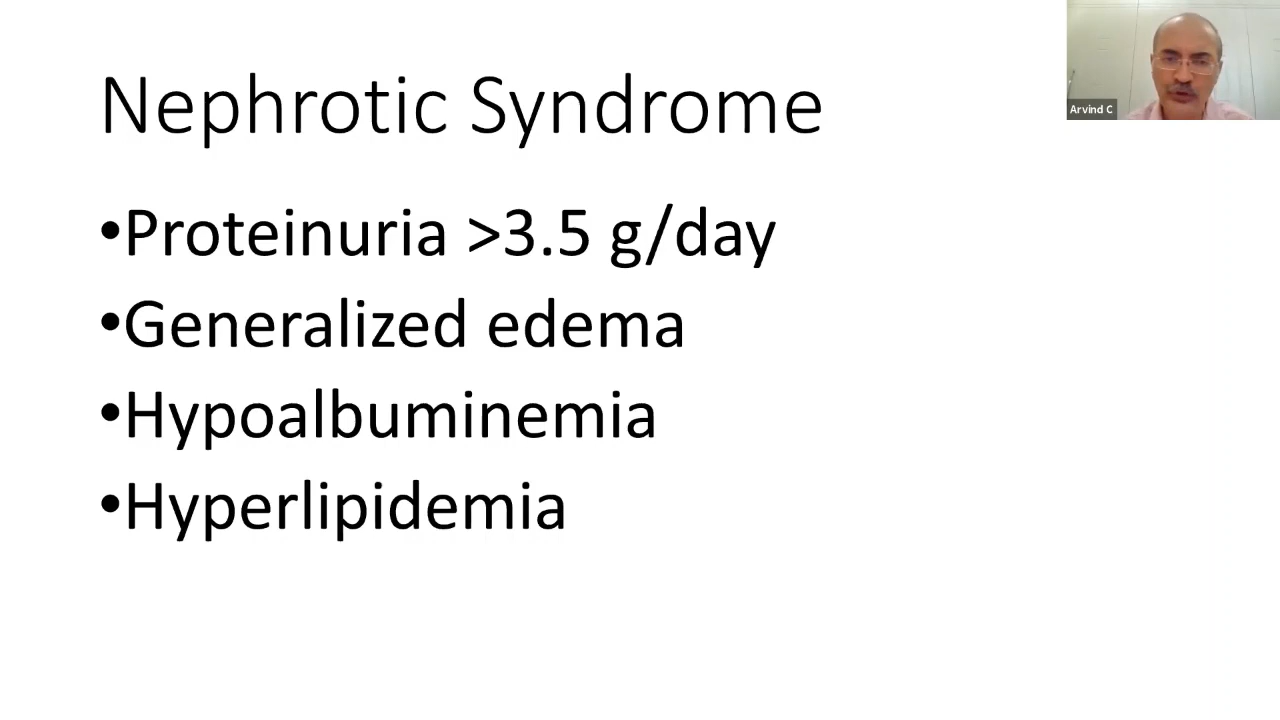 Nephrotic Syndrome
•Proteinuria >3.5 g/day
•Generalized edema
•Hypoalbuminemia
•Hyperlipidemia
Arvind C